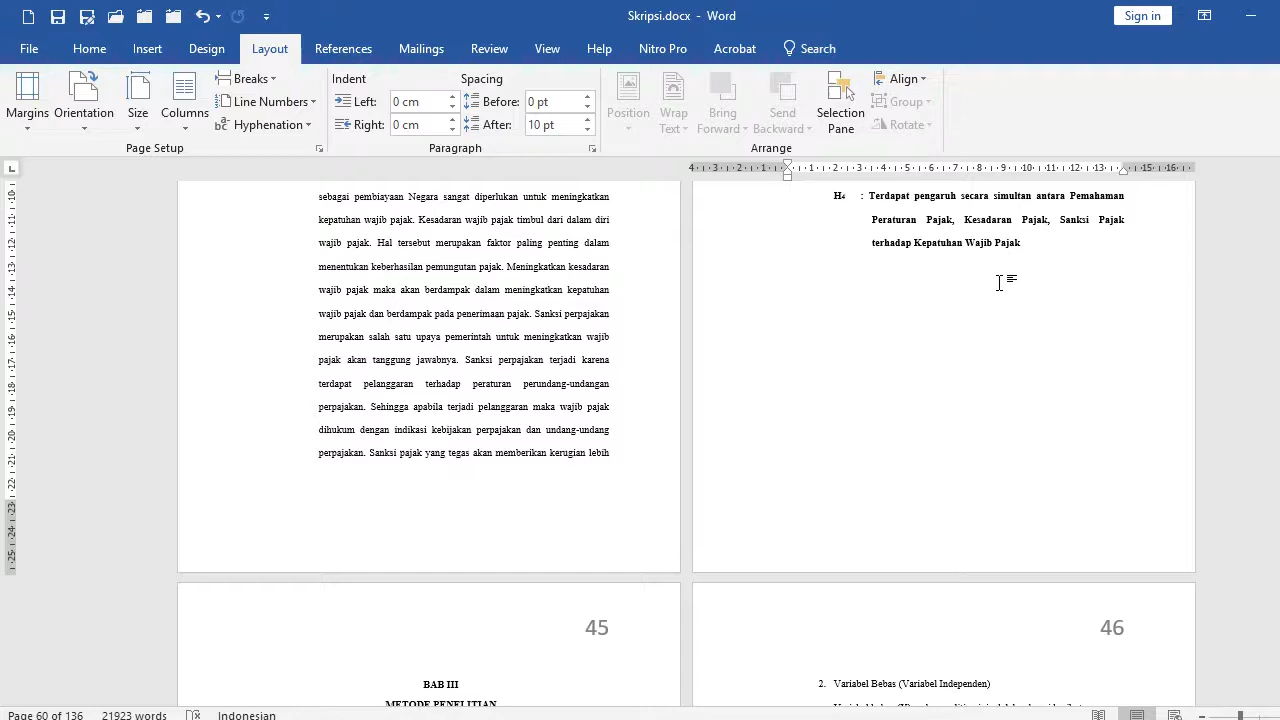 Skripsi.docx - Word
Sign in
File Home Insert Design Layout References Mailings Review View Help Nitro Pro Acrobat Search
Margins
Orientation
Size
Columns
Breaks
Line Numbers
Hyphenation
Page Setup
Indent
Left: 0 cm
Right: 0 cm
Spacing
Before: 0 pt
After: 10 pt
Paragraph
Position
Wrap Text
Bring Forward
Send Backward
Selection Pane
Align
Group
Rotate
Arrange
sebagai pembiayaan Negara sangat diperlukan untuk meningkatkan
kepatuhan wajib pajak. Kesadaran wajib pajak timbul dari dalam diri
wajib pajak. Hal tersebut merupakan faktor paling penting dalam
menentukan keberhasilan pemungutan pajak. Meningkatkan kesadaran
wajib pajak maka akan berdampak dalam meningkatkan kepatuhan
wajib pajak dan berdampak pada penerimaan pajak. Sanksi perpajakan
merupakan salah satu upaya pemerintah untuk meningkatkan wajib
pajak akan tanggung jawabnya. Sanksi perpajakan terjadi karena
terdapat pelanggaran terhadap peraturan perundang-undangan
perpajakan. Sehingga apabila terjadi pelanggaran maka wajib pajak
dihukum dengan indikasi kebijakan perpajakan dan undang-undang
perpajakan. Sanksi pajak yang tegas akan memberikan kerugian lebih
H4 : Terdapat pengaruh secara simultan antara Pemahaman
Peraturan Pajak, Kesadaran Pajak, Sanksi Pajak
terhadap Kepatuhan Wajib Pajak
45
BAB III
METODE PENELITIAN
46
2. Variabel Bebas (Variabel Independen)
Page 60 of 136 21923 words Indonesian